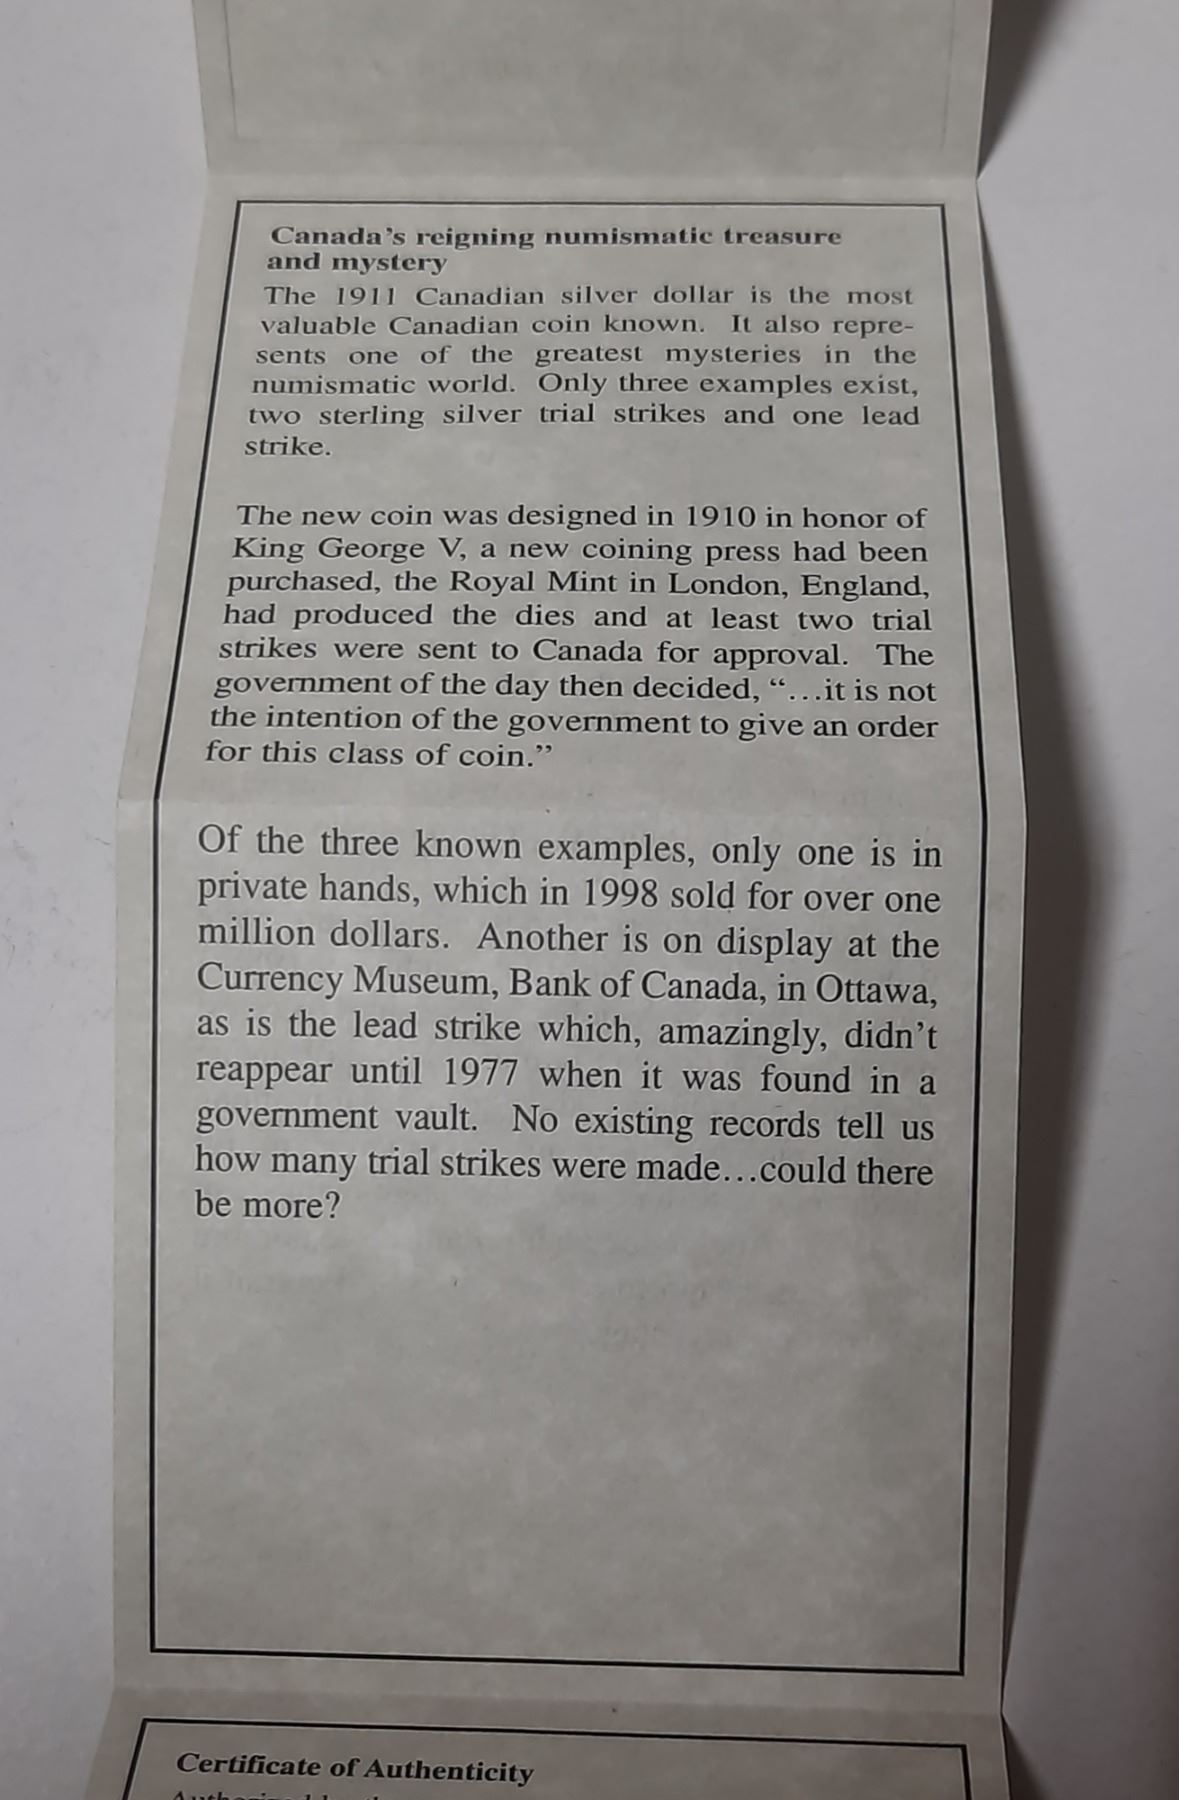 Canada's reigning numismatic treasure
and mystery
The 1911 Canadian silver dollar is the most
valuable Canadian coin known. It also repre-
sents one of the greatest mysteries in the
numismatic world. Only three examples exist,
two sterling silver trial strikes and one lead
strike.
The new coin was designed in 1910 in honor of
King George V, a new coining press had been
purchased, the Royal Mint in London, England,
had produced the dies and at least two trial
strikes were sent to Canada for approval. The
government of the day then decided, “...it is not
the intention of the government to give an order
for this class of coin.”
Of the three known examples, only one is in
private hands, which in 1998 sold for over one
million dollars. Another is on display at the
Currency Museum, Bank of Canada, in Ottawa,
as is the lead strike which, amazingly, didn't
reappear until 1977 when it was found in a
government vault. No existing records tell us
how many trial strikes were made...could there
be more?
Certificate of Authenticity